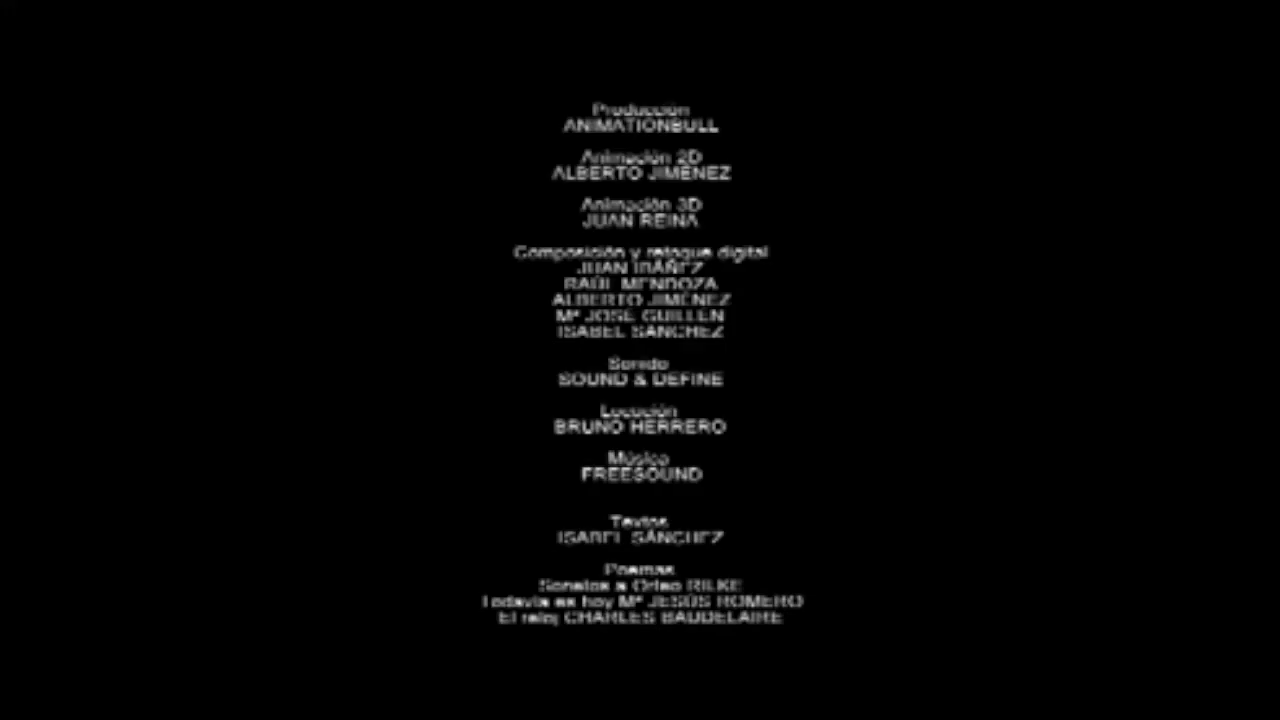 Producción
ANIMATIONBULL
Animación 2D
ALBERTO JIMÉNEZ
Animación 3D
JUAN REINA
Composición y retoque digital
JUAN IBÁÑEZ
RAÚL MENDOZA
ALBERTO JIMÉNEZ
Mª JOSÉ GUILLÉN
ISABEL SÁNCHEZ
Sonido
SOUND & DEFINE
Locución
BRUNO HERRERO
Música
FREESOUND
Textos
ISABEL SÁNCHEZ
Poemas
Sonetos a Orfeo RILKE
Todavía es hoy Mª JESÚS ROMERO
El reloj CHARLES BAUDELAIRE